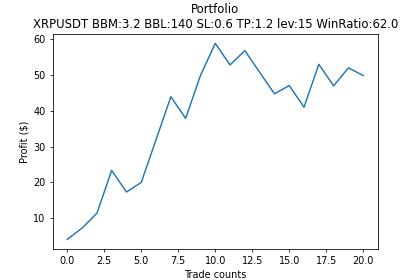 Portfolio
XRPUSDT BBM:3.2 BBL:140 SL:0.6 TP:1.2 lev:15 WinRatio:62.0
60
50
40
30
20
10
Profit ($)
0.0 2.5 5.0 7.5 10.0 12.5 15.0 17.5 20.0
Trade counts